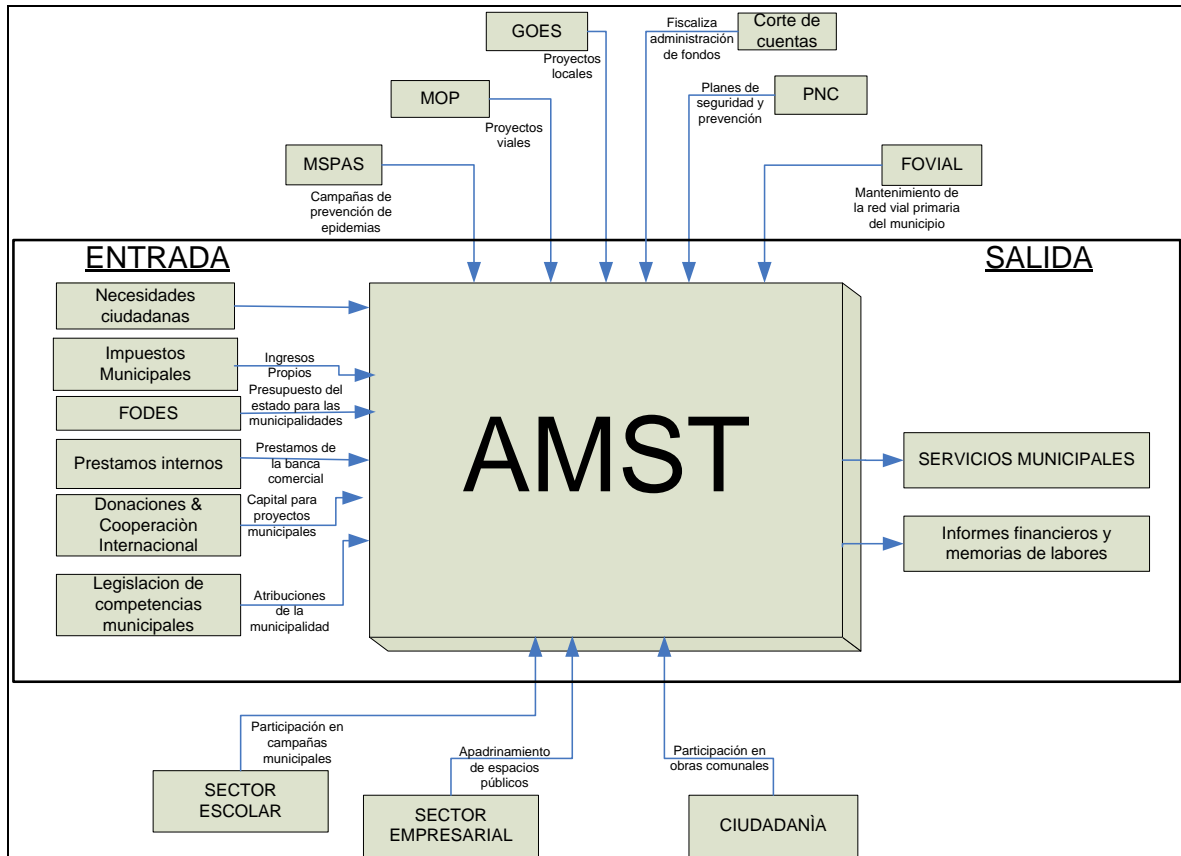 GOES
Proyectos
locales
Fiscaliza
administración
de fondos
Corte de
cuentas
MOP
Proyectos
viales
Planes de
seguridad y
prevención
PNC
MSPAS
Campañas de
prevención de
epidemias
FOVIAL
Mantenimiento de
la red vial primaria
del municipio
ENTRADA
SALIDA
Necesidades
ciudadanas
Impuestos
Municipales
Ingresos
Propios
FODES
Presupuesto del
estado para las
municipalidades
Prestamos internos
Prestamos de
la banca
comercial
Donaciones &
Cooperaciòn
Internacional
Capital para
proyectos
municipales
Legislacion de
competencias
municipales
Atribuciones
de la
municipalidad
AMST
SERVICIOS MUNICIPALES
Informes financieros y
memorias de labores
Participación en
campañas
municipales
SECTOR
ESCOLAR
Apadrinamiento
de espacios
públicos
SECTOR
EMPRESARIAL
Participación en
obras comunales
CIUDADANÌA